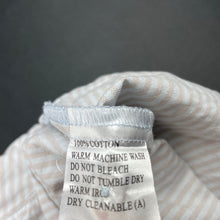 100% COTTON
WARM MACHINE WASH
DO NOT BLEACH
DO NOT TUMBLE DRY
WARM IRON
DRY CLEANABLE (A)